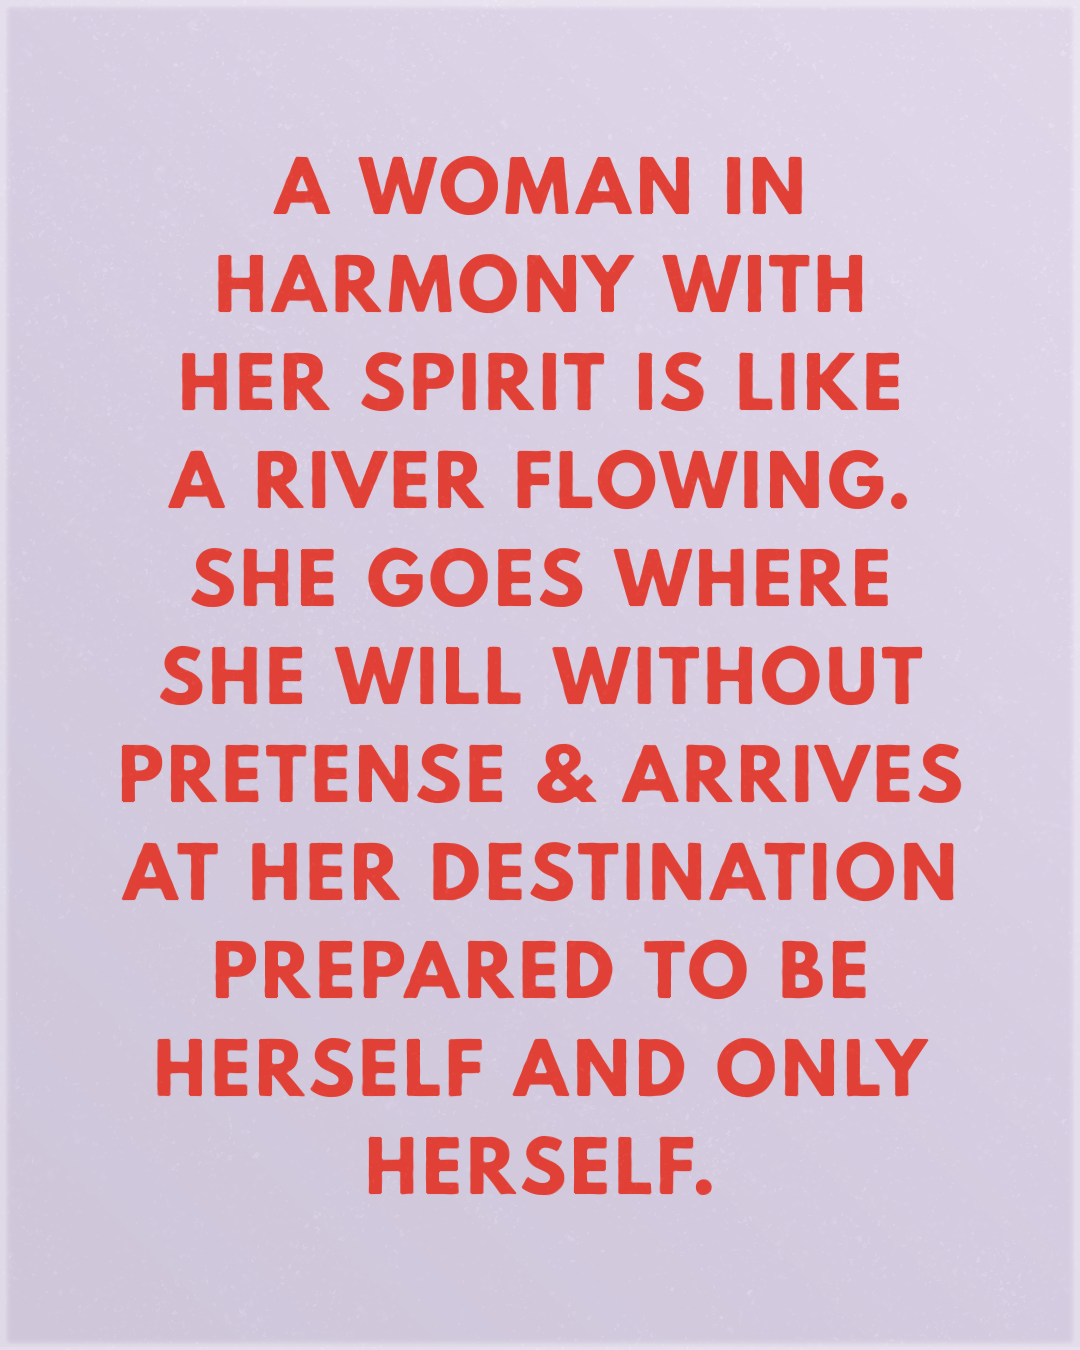 A WOMAN IN
HARMONY WITH
HER SPIRIT IS LIKE
A RIVER FLOWING.
SHE GOES WHERE
SHE WILL WITHOUT
PRETENSE & ARRIVES
AT HER DESTINATION
PREPARED TO BE
HERSELF AND ONLY
HERSELF.